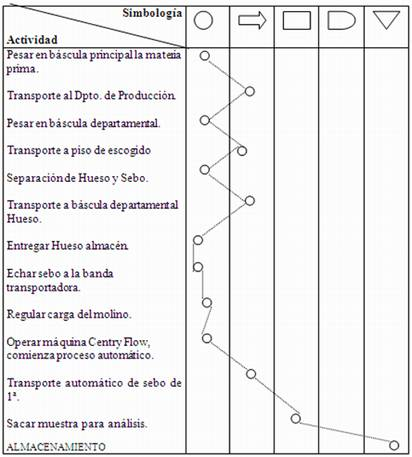 Simbología
Actividad
Pesar en báscula principal la materia
prima.
Transporte al Dpto. de Producción.
Pesar en báscula departamental.
Transporte a piso de escogido
Separación de Hueso y Sebo.
Transporte a báscula departamental
Hueso.
Entregar Hueso almacén.
Echar sebo a la banda
transportadora.
Regular carga del molino.
Operar máquina Centry Flow,
comienza proceso automático.
Transporte automático de sebo de
1ª.
Sacar muestra para análisis.
ALMACENAMIENTO